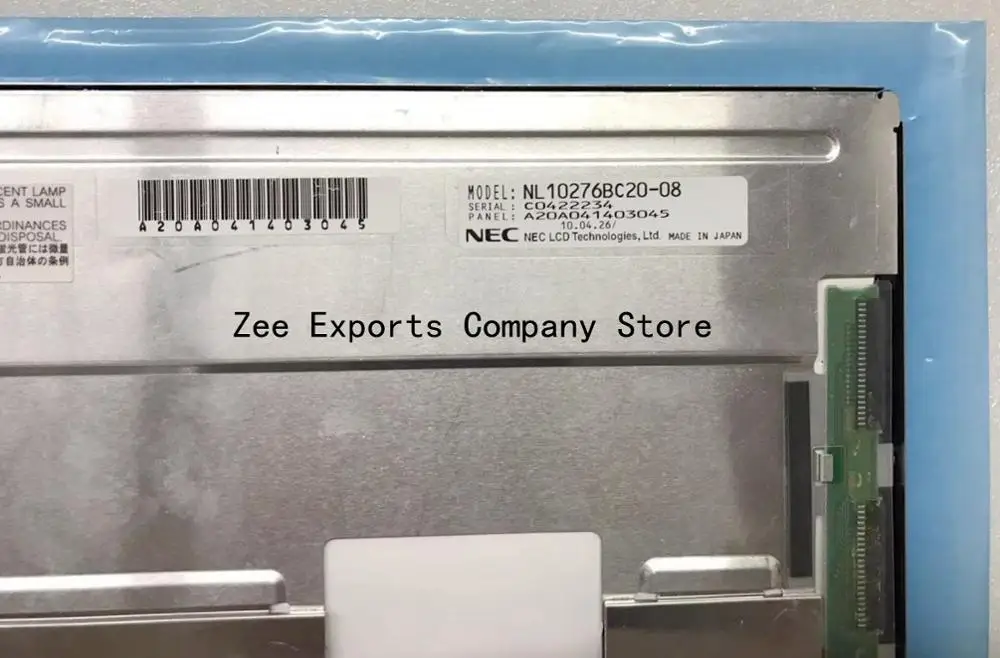 CENT LAMP
S A SMALL
RDINANCES
DISPOSAL
蛍光管には微量
自治体の条例
A20A041403045
MODEL: NL10276BC20-08
SERIAL: C0422234
PANEL: A20A041403045
10.04.26/
NEC NEC LCD Technologies, Ltd. MADE IN JAPAN
Zee Exports Company Store